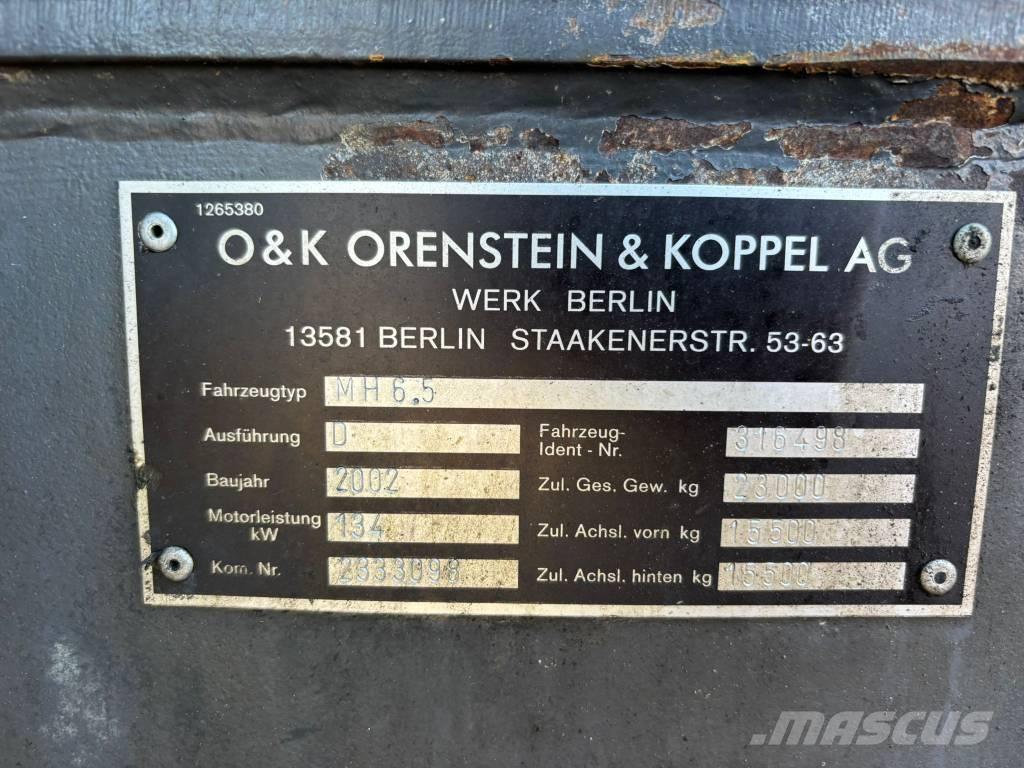 1265380
O&K ORENSTEIN & KOPPEL AG
WERK BERLIN
13581 BERLIN STAAKENERSTR. 53-63
Fahrzeugtyp MH6.5
Ausführung D
Fahrzeug-
Ident - Nr. 316498
Baujahr 2002
Zul. Ges. Gew. kg 23000
Motorleistung
kW 134
Zul. Achsl. vorn kg 15500
Kom. Nr. 2333098
Zul. Achsl. hinten kg 15500
MASCUS